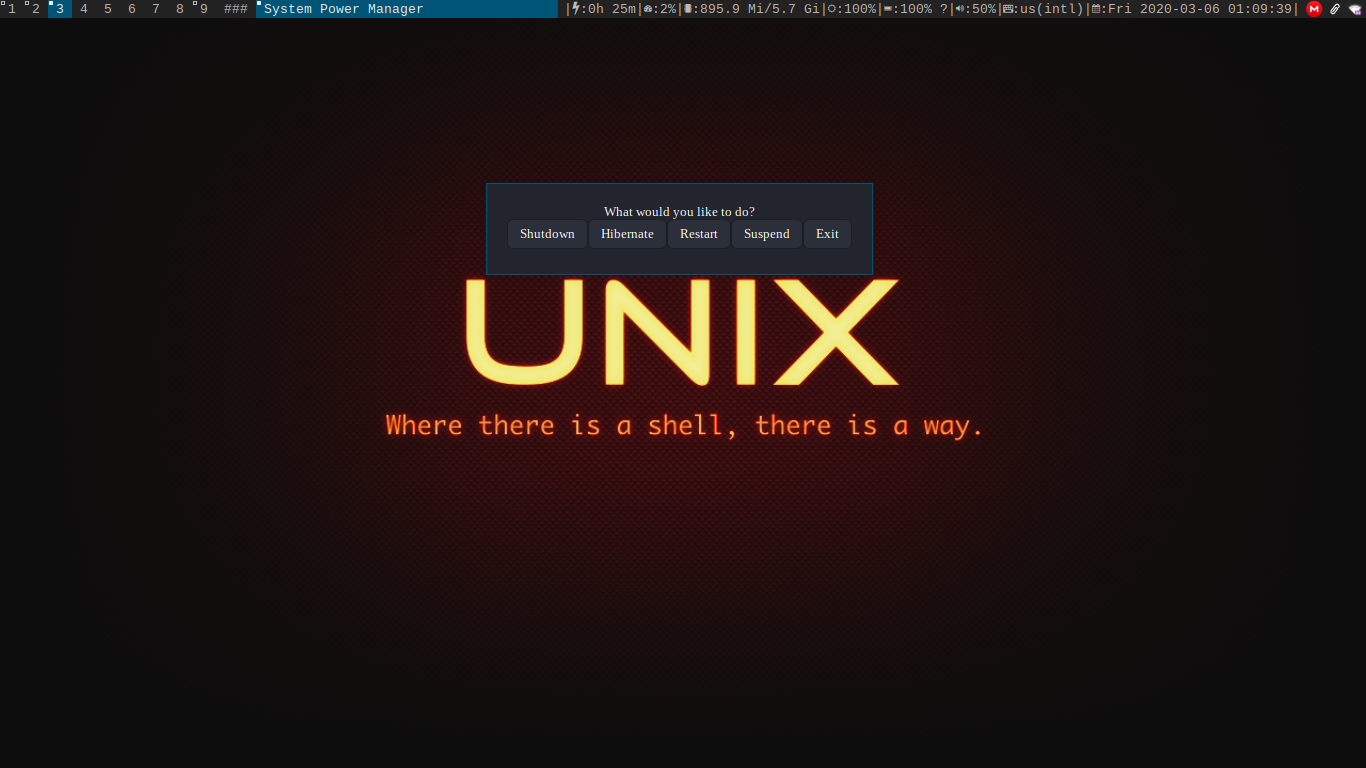 1 2 3 4 5 6 7 8 9 ### System Power Manager |:0h 25m|:2%|:895.9 Mi/5.7 Gi|:100%|:100% ?|:50%|:us(intl)|:Fri 2020-03-06 01:09:39| M
What would you like to do?
Shutdown Hibernate Restart Suspend Exit
UNIX
Where there is a shell, there is a way.